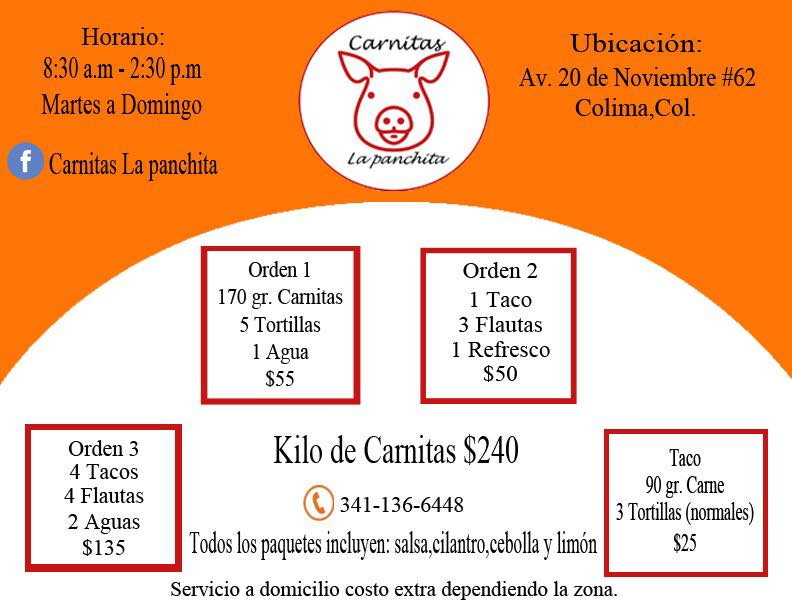 Horario:
8:30 a.m - 2:30 p.m
Martes a Domingo
f Carnitas La panchita
Carnitas
La panchita
Ubicación:
Av. 20 de Noviembre #62
Colima,Col.
Orden 1
170 gr. Carnitas
5 Tortillas
1 Agua
$55
Orden 2
1 Taco
3 Flautas
1 Refresco
$50
Orden 3
4 Tacos
4 Flautas
2 Aguas
$135
Kilo de Carnitas $240
341-136-6448
Todos los paquetes incluyen: salsa,cilantro,cebolla y limón
Taco
90 gr. Carne
3 Tortillas (normales)
$25
Servicio a domicilio costo extra dependiendo la zona.